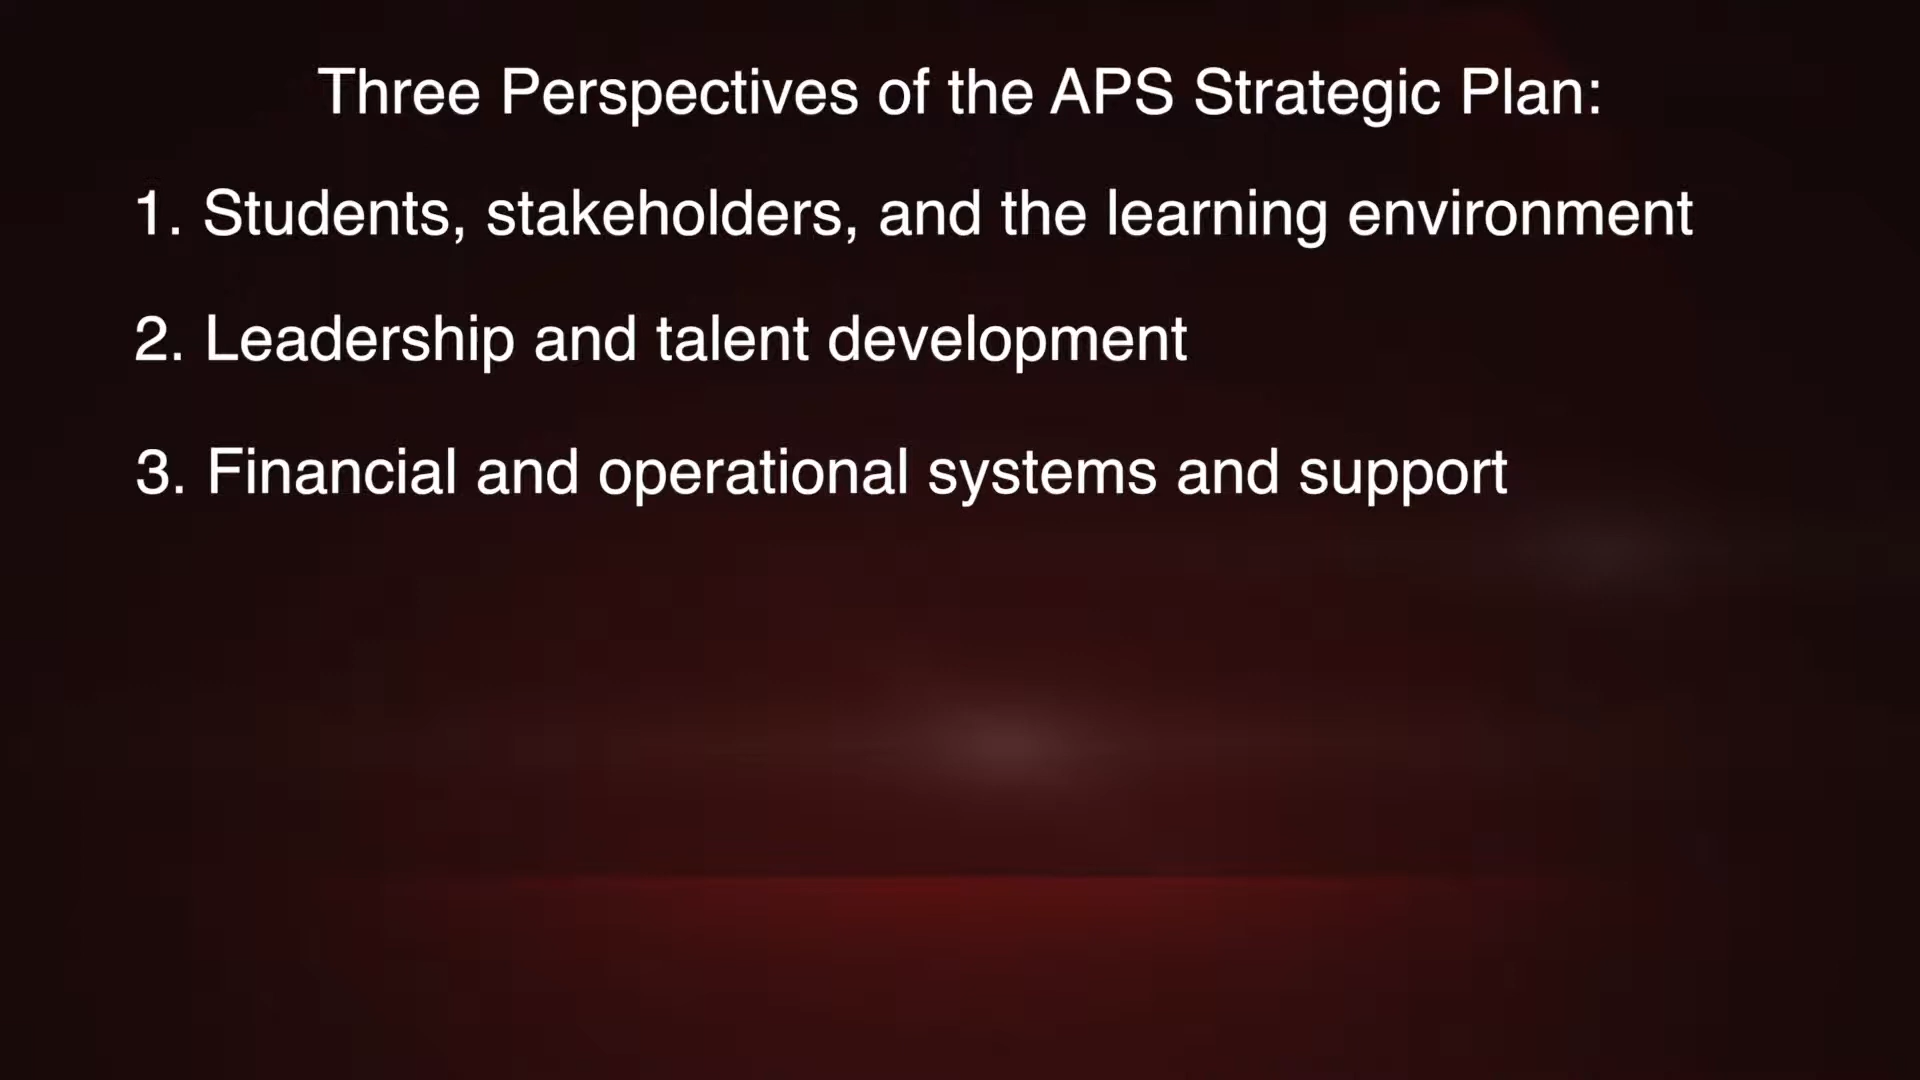 Three Perspectives of the APS Strategic Plan:
1. Students, stakeholders, and the learning environment
2. Leadership and talent development
3. Financial and operational systems and support